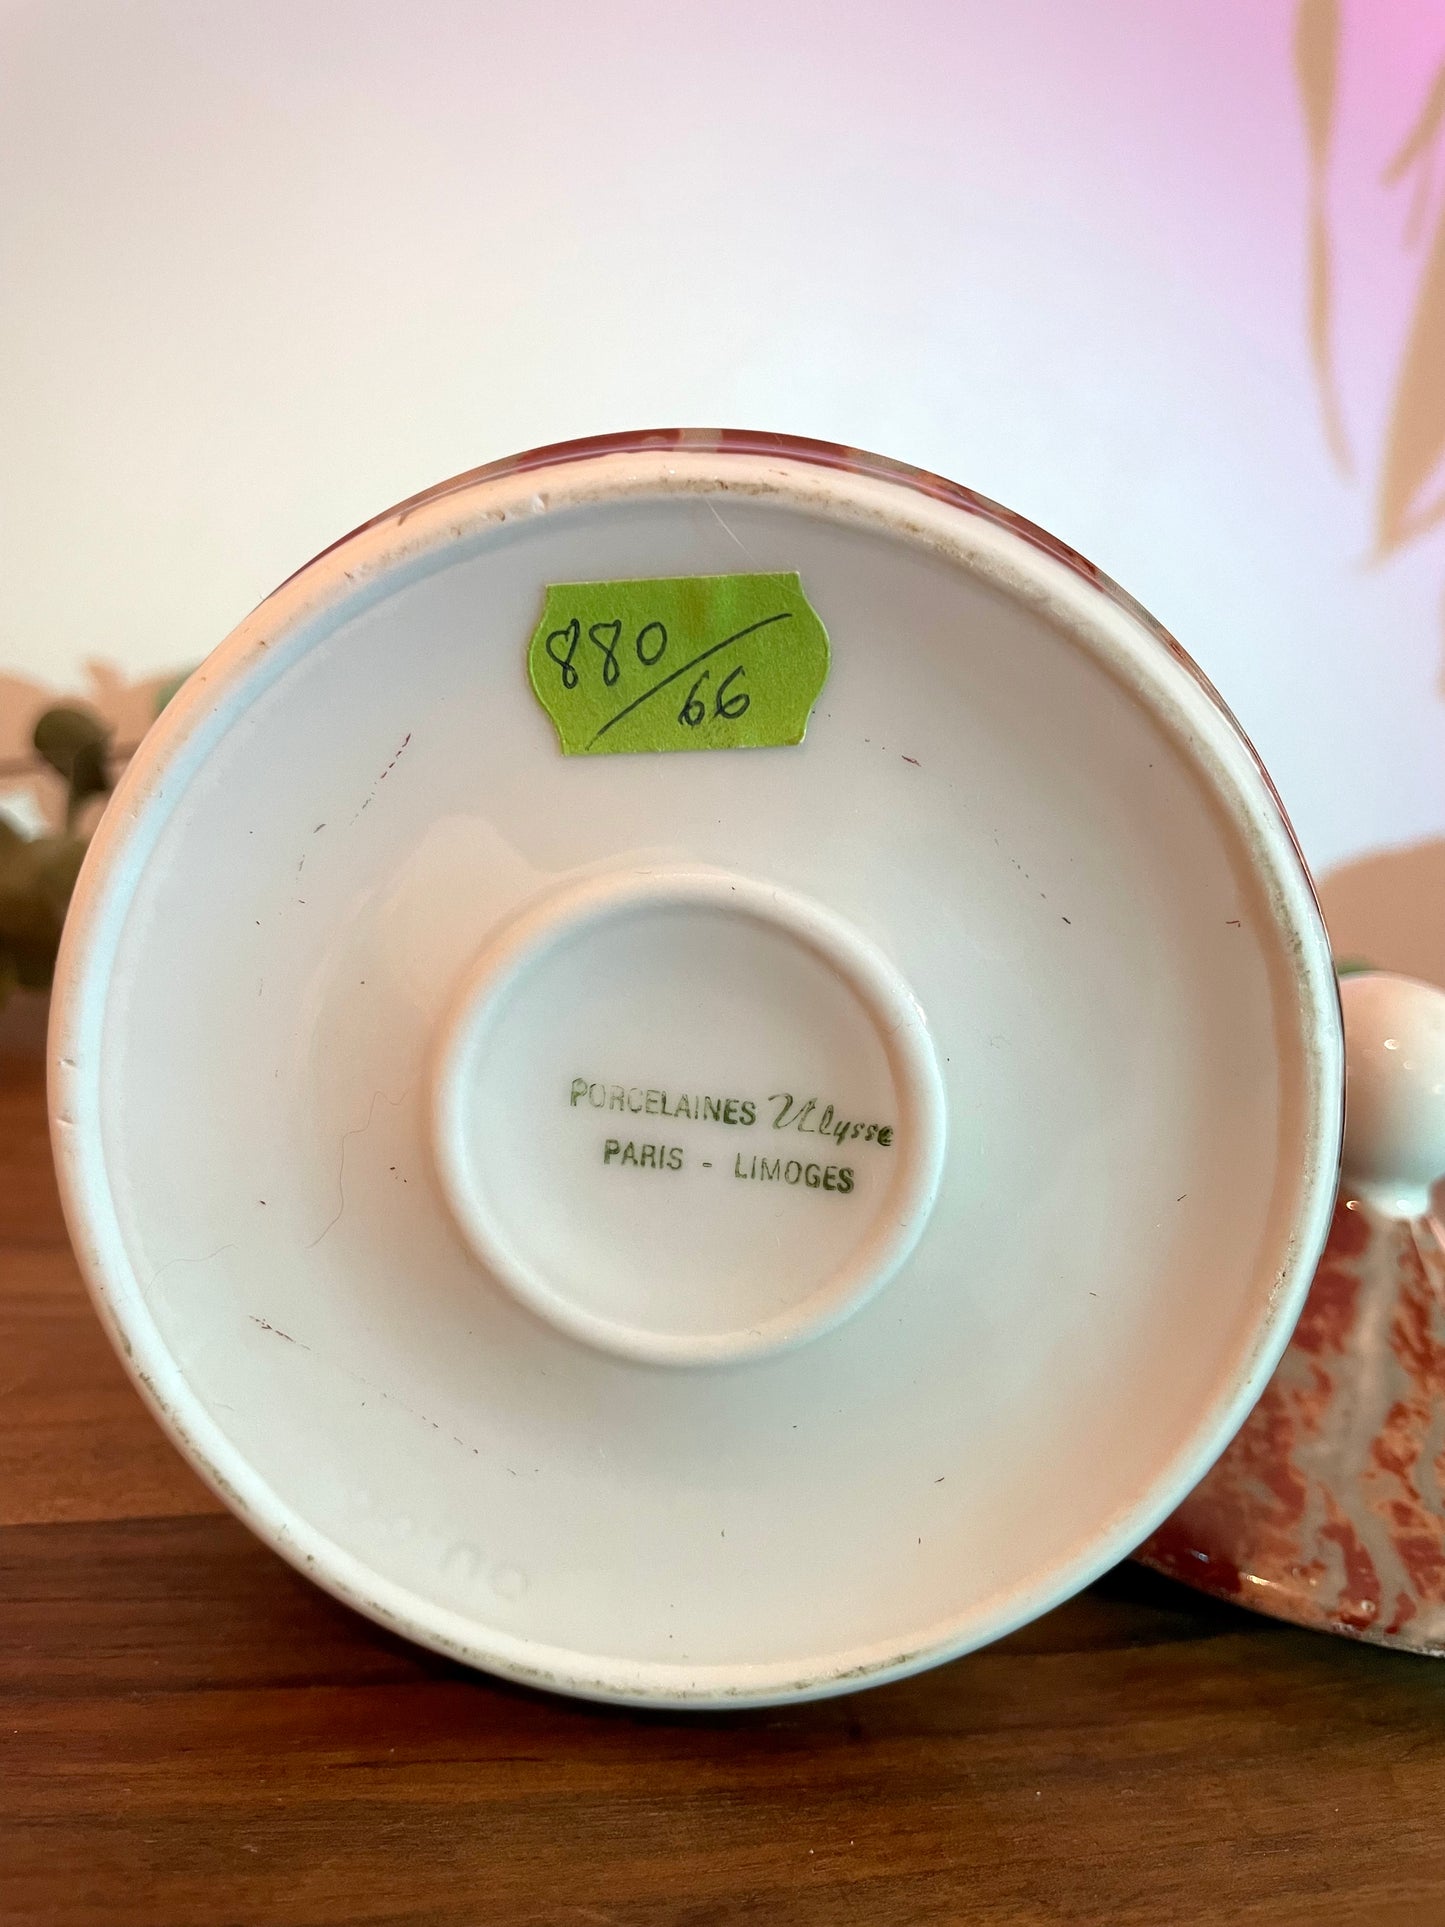 880/66
PORCELAINES Ulysse
PARIS - LIMOGES